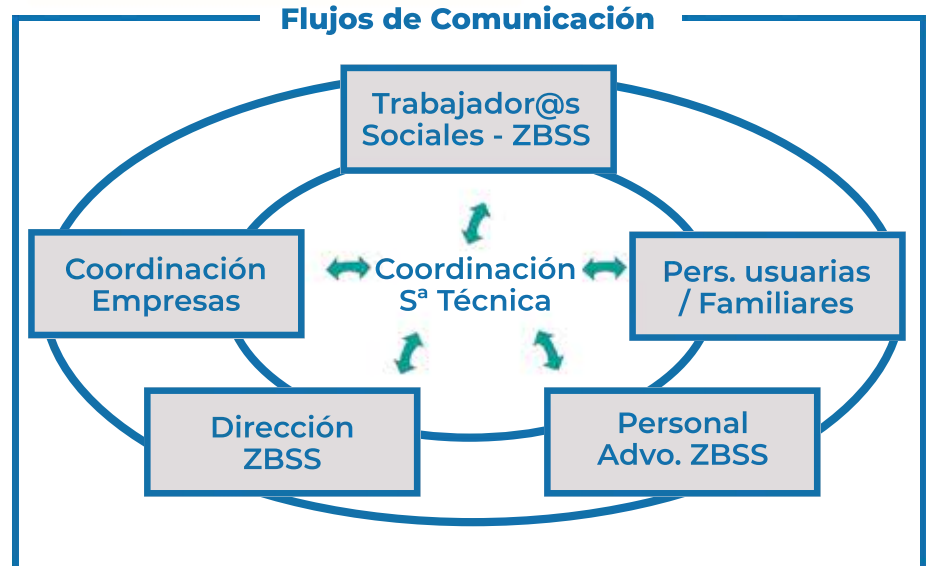 Flujos de Comunicación
Trabajador@s
Sociales - ZBSS
Coordinación
Empresas
Coordinación
Sª Técnica
Pers. usuarias
/ Familiares
Dirección
ZBSS
Personal
Advo. ZBSS